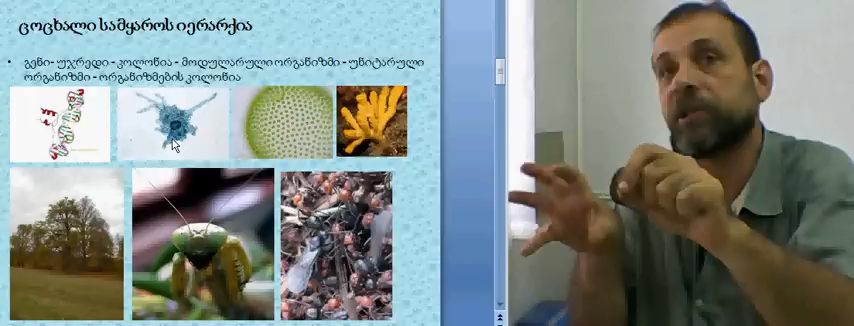 ცოცხალი სამყაროს იერარქია
• გენი- უჯრედი - კოლონია - მოდულარული ორგანიზმი - უნიტარული
ორგანიზმი - ორგანიზმების კოლონია